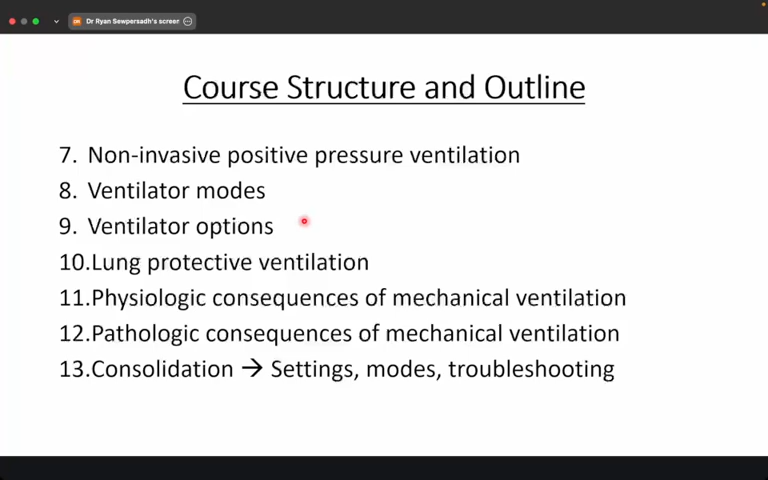 DR Dr Ryan Sewpersadh's screen
Course Structure and Outline
7. Non-invasive positive pressure ventilation
8. Ventilator modes
9. Ventilator options
10.Lung protective ventilation
11.Physiologic consequences of mechanical ventilation
12.Pathologic consequences of mechanical ventilation
13.Consolidation → Settings, modes, troubleshooting